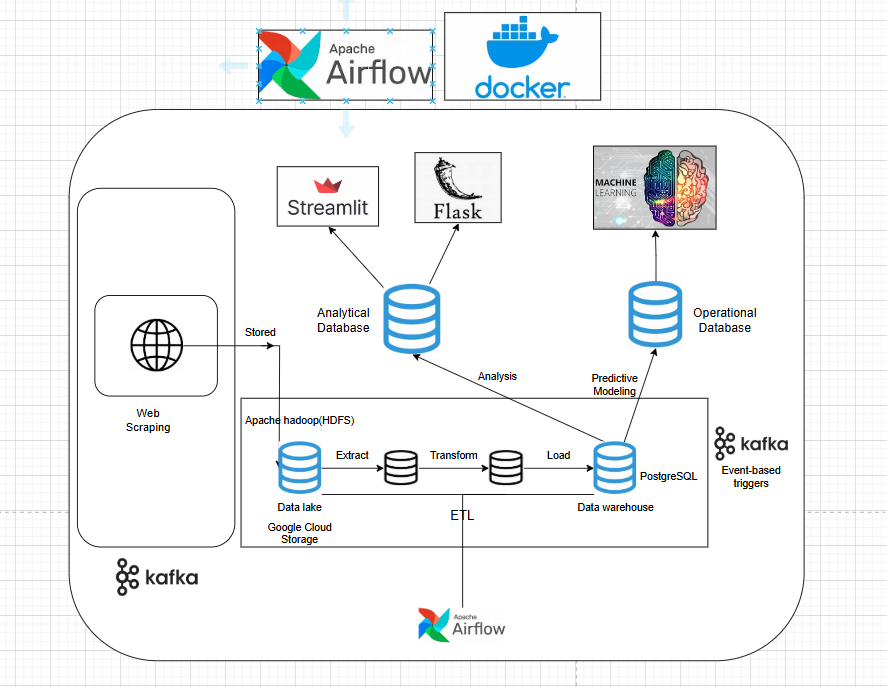 Apache
Airflow
docker
Streamlit
Flask
MACHINE
LEARNING
Analytical
Database
Operational
Database
Stored
Web
Scraping
Analysis
Predictive
Modeling
Apache hadoop(HDFS)
Extract
Transform
Load
PostgreSQL
Data lake
Google Cloud
Storage
ETL
Data warehouse
kafka
Event-based
triggers
kafka
Apache
Airflow